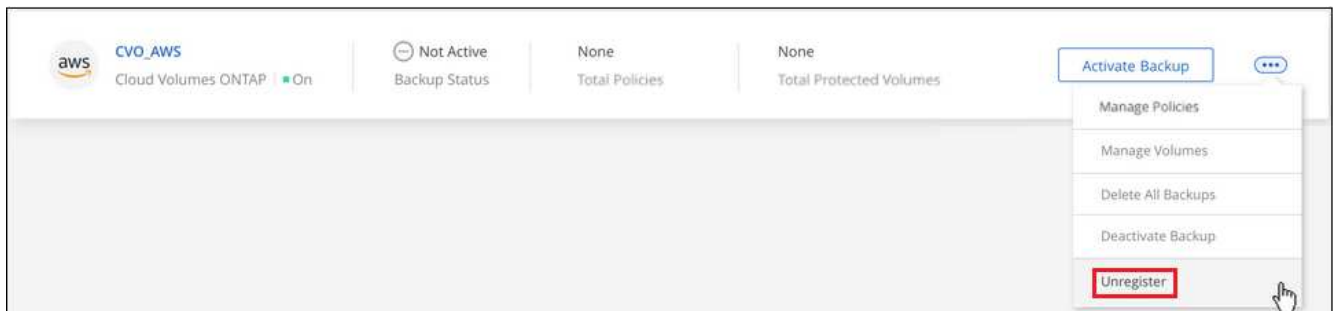 aws
CVO_AWS
Cloud Volumes ONTAP
On
Not Active
Backup Status
None
Total Policies
None
Total Protected Volumes
Activate Backup
Manage Policies
Manage Volumes
Delete All Backups
Deactivate Backup
Unregister